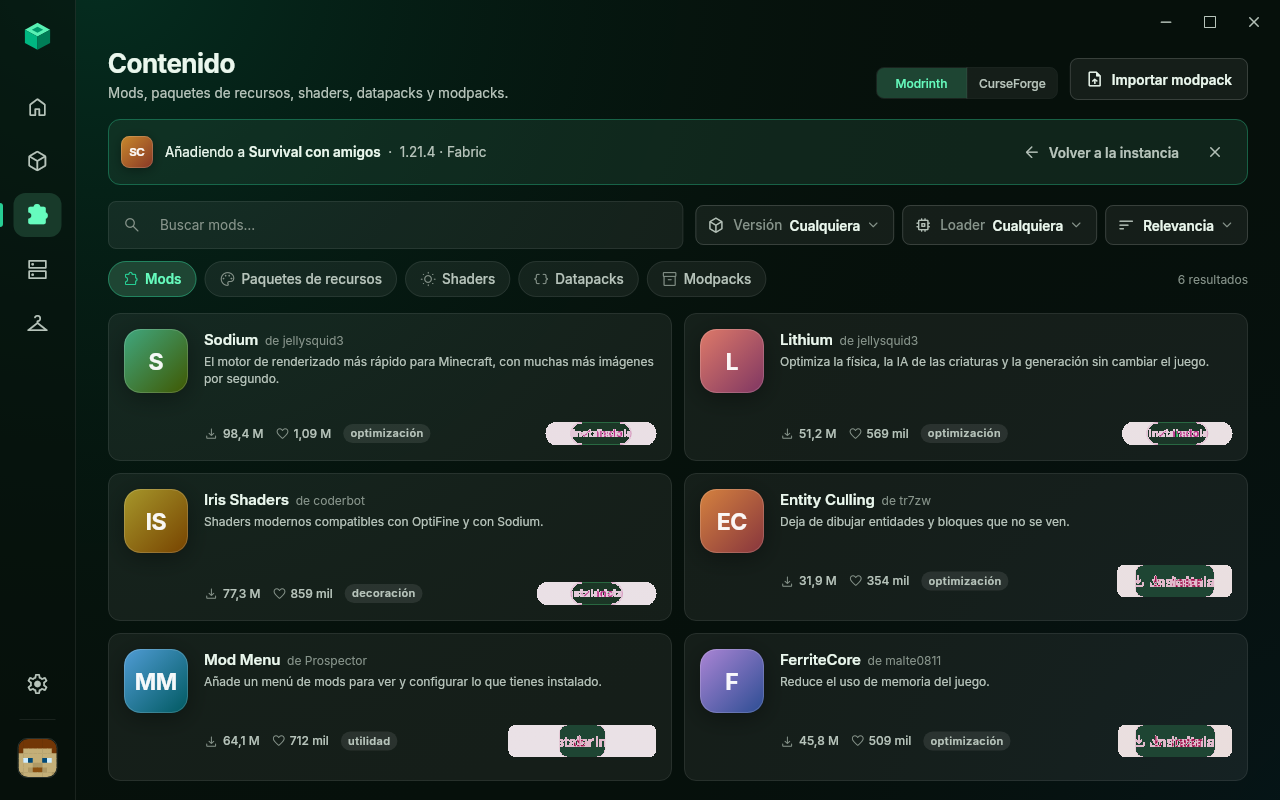 Contenido
Mods, paquetes de recursos, shaders, datapacks y modpacks.
Modrinth
CurseForge
Importar modpack
SC
Añadiendo a Survival con amigos · 1.21.4 · Fabric
Volver a la instancia
Buscar mods...
Versión Cualquiera
Loader Cualquiera
Relevancia
Mods
Paquetes de recursos
Shaders
Datapacks
Modpacks
6 resultados
S
Sodium de jellysquid3
El motor de renderizado más rápido para Minecraft, con muchas más imágenes
por segundo.
98,4 M
1,09 M
optimización
L
Lithium de jellysquid3
Optimiza la física, la IA de las criaturas y la generación sin cambiar el juego.
51,2 M
569 mil
optimización
IS
Iris Shaders de coderbot
Shaders modernos compatibles con OptiFine y con Sodium.
77,3 M
859 mil
decoración
EC
Entity Culling de tr7zw
Deja de dibujar entidades y bloques que no se ven.
31,9 M
354 mil
optimización
MM
Mod Menu de Prospector
Añade un menú de mods para ver y configurar lo que tienes instalado.
64,1 M
712 mil
utilidad
F
FerriteCore de malte0811
Reduce el uso de memoria del juego.
45,8 M
509 mil
optimización